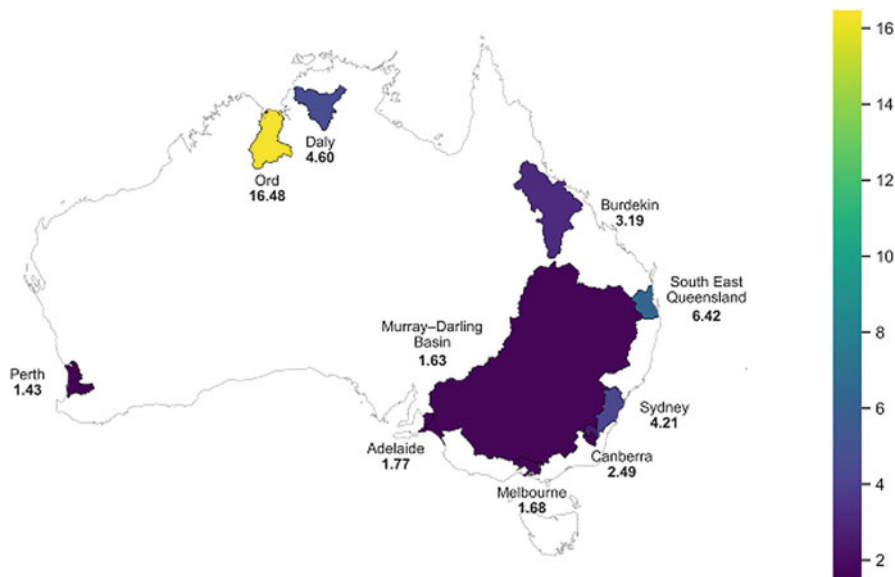 16
14
12
10
8
6
4
2
Daly
4.60
Ord
16.48
Burdekin
3.19
South East
Queensland
6.42
Murray–Darling
Basin
1.63
Perth
1.43
Sydney
4.21
Adelaide
1.77
Canberra
2.49
Melbourne
1.68